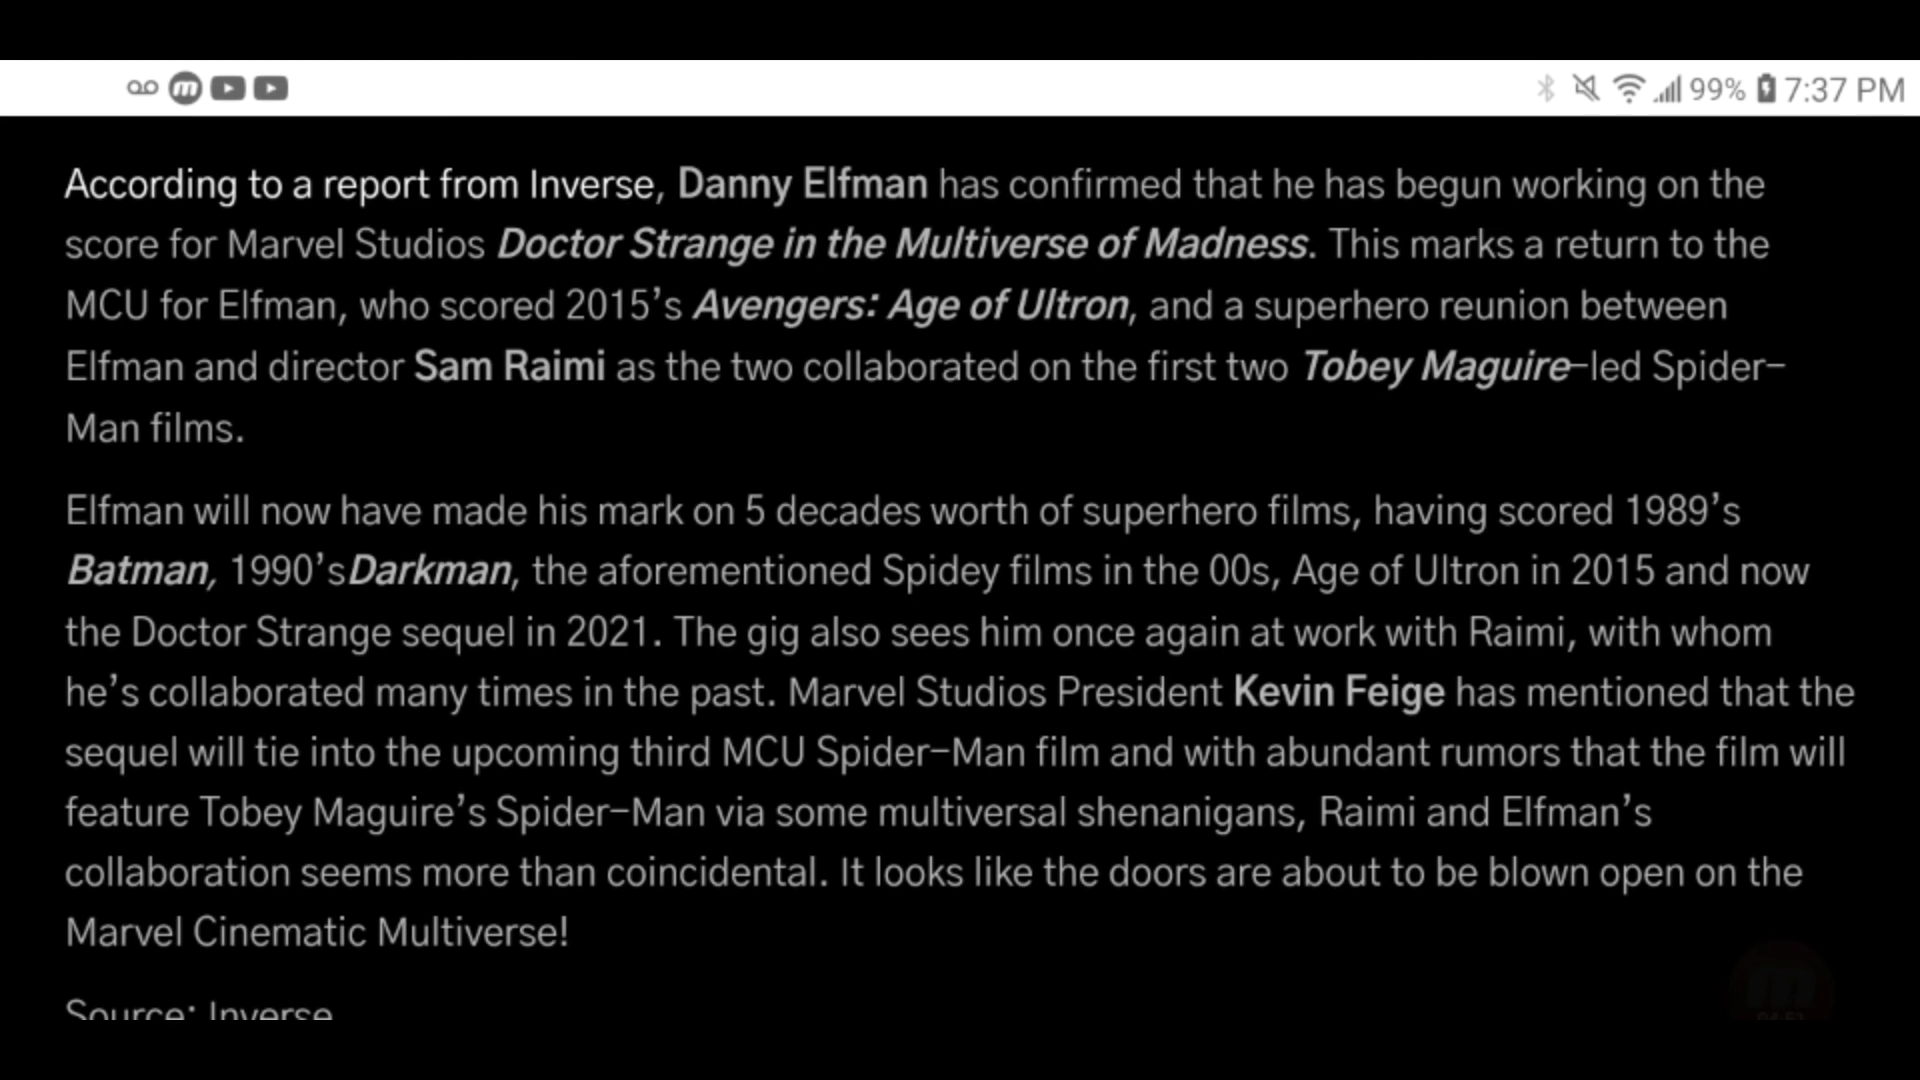 99% 7:37 PM
According to a report from Inverse, Danny Elfman has confirmed that he has begun working on the
score for Marvel Studios Doctor Strange in the Multiverse of Madness. This marks a return to the
MCU for Elfman, who scored 2015’s Avengers: Age of Ultron, and a superhero reunion between
Elfman and director Sam Raimi as the two collaborated on the first two Tobey Maguire–led Spider–
Man films.
Elfman will now have made his mark on 5 decades worth of superhero films, having scored 1989’s
Batman, 1990’sDarkman, the aforementioned Spidey films in the 00s, Age of Ultron in 2015 and now
the Doctor Strange sequel in 2021. The gig also sees him once again at work with Raimi, with whom
he’s collaborated many times in the past. Marvel Studios President Kevin Feige has mentioned that the
sequel will tie into the upcoming third MCU Spider–Man film and with abundant rumors that the film will
feature Tobey Maguire’s Spider–Man via some multiversal shenanigans, Raimi and Elfman’s
collaboration seems more than coincidental. It looks like the doors are about to be blown open on the
Marvel Cinematic Multiverse!
Source: Inverse